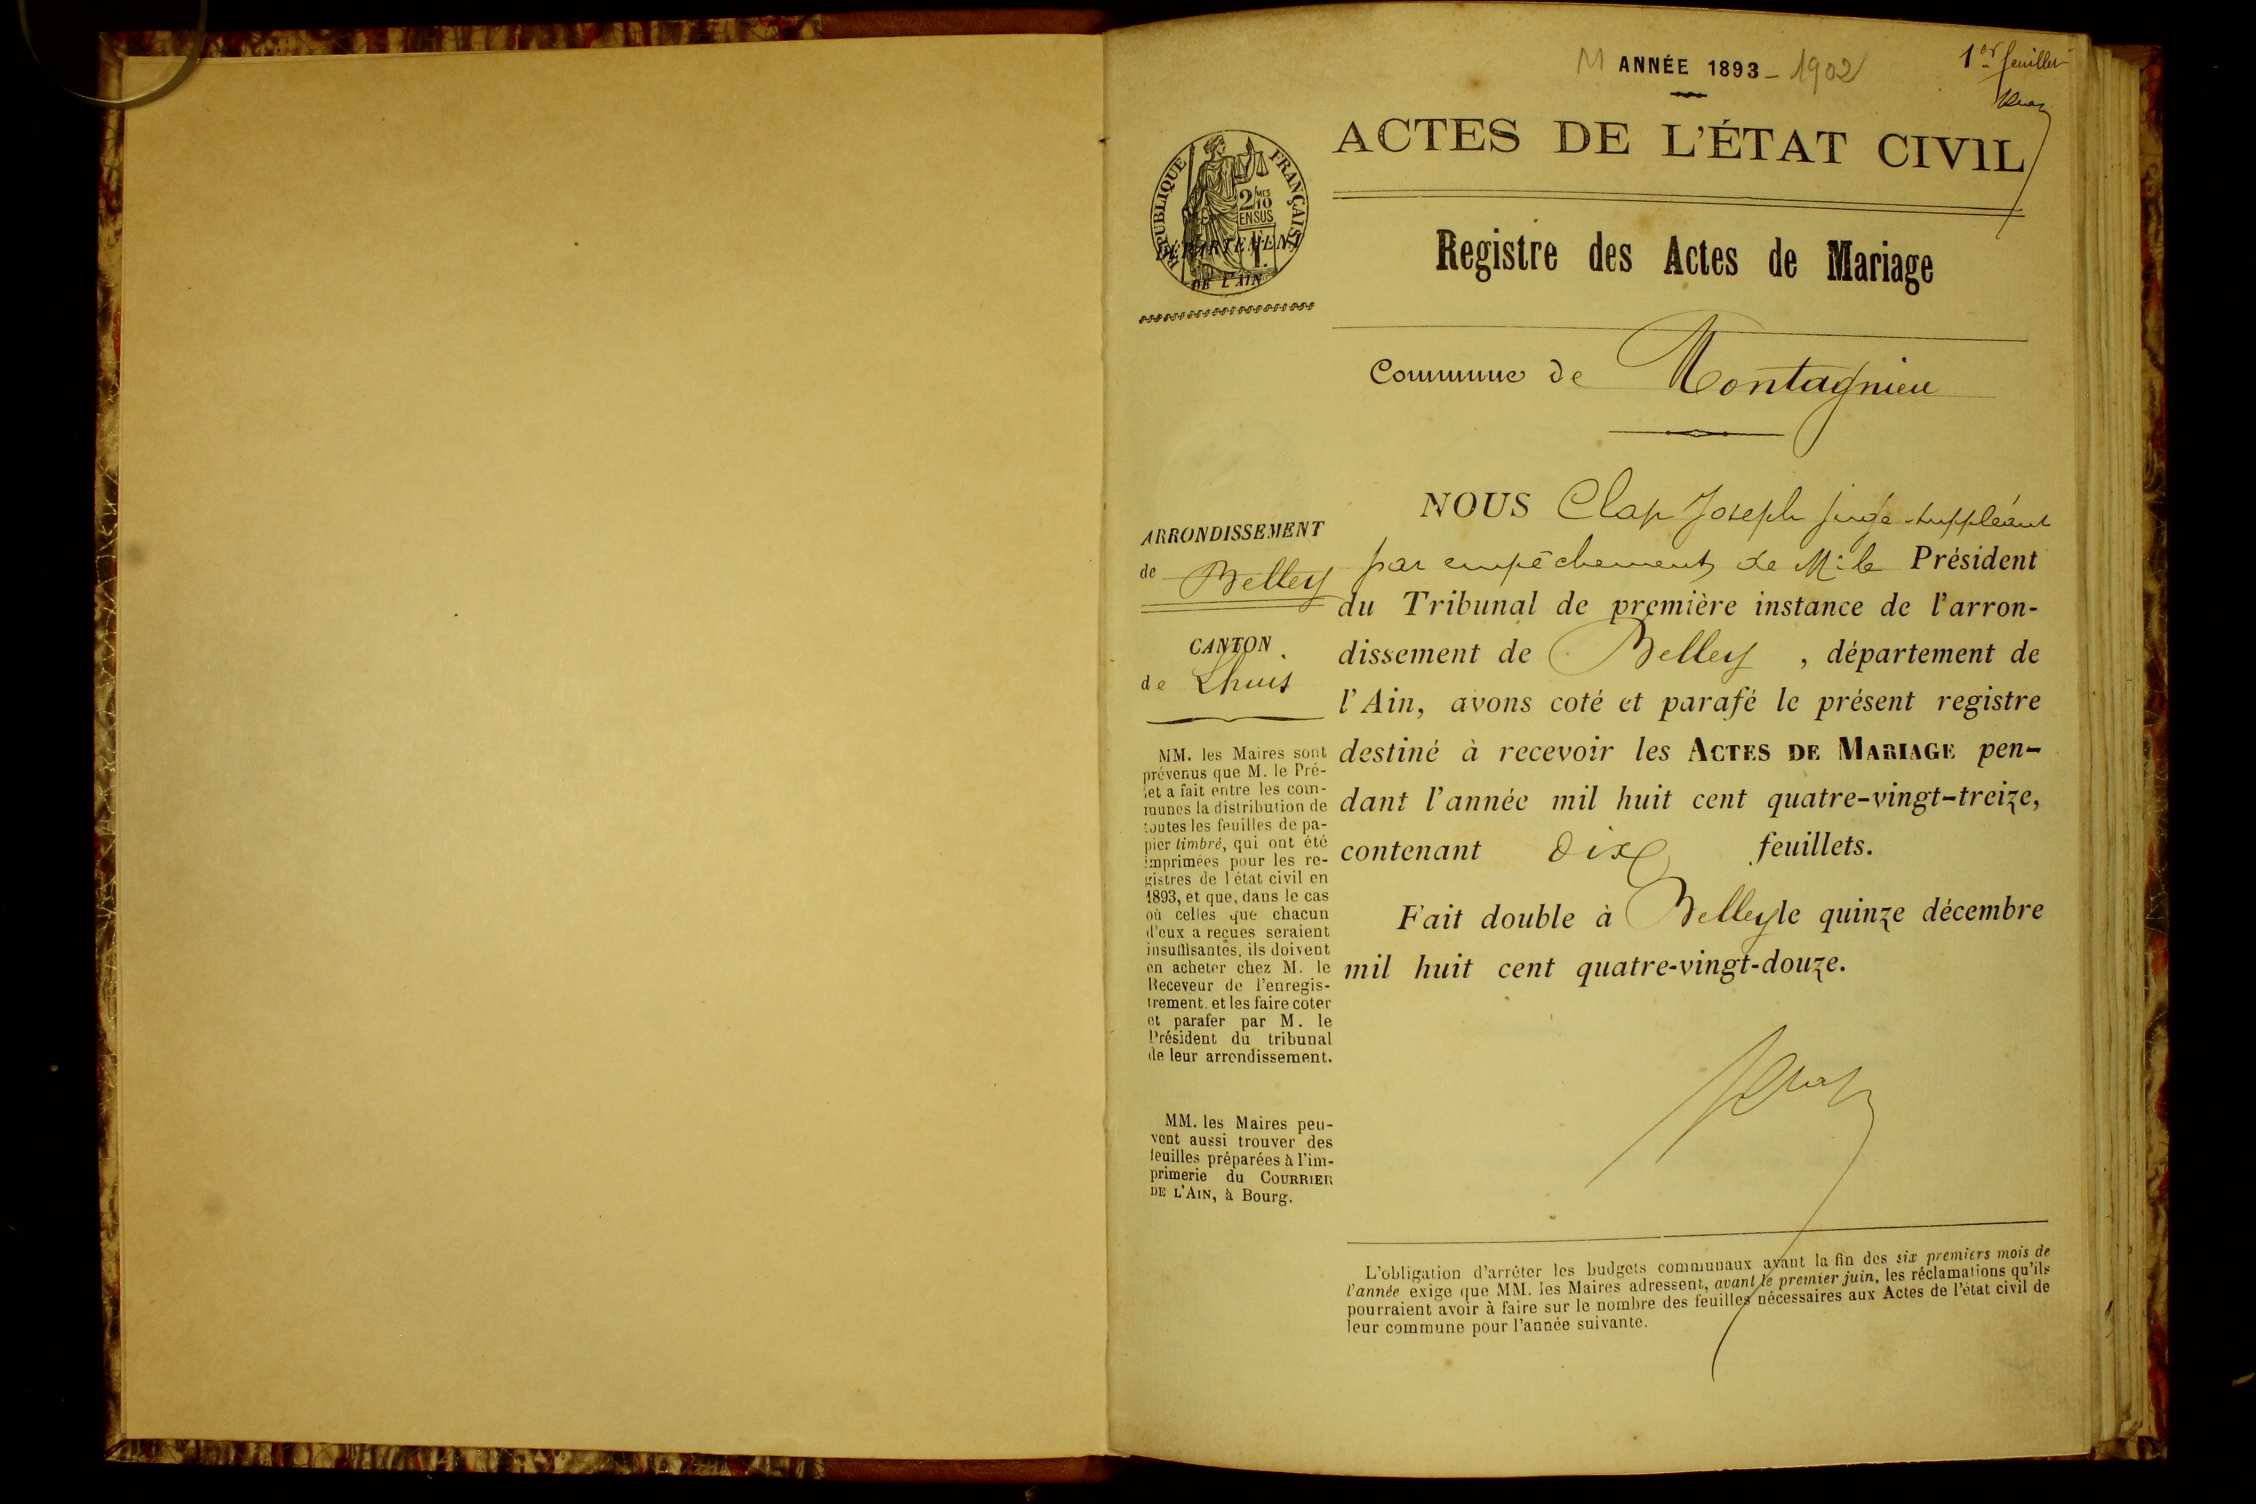 M ANNÉE 1893 - 1902
1er feuillet
ACTES DE L'ÉTAT CIVIL
RÉPUBLIQUE FRANÇAISE
2/10
EN SUS
DÉPARTEMENT
DE L'AIN
Registre des Actes de Mariage
Commune de Montagnieu
ARRONDISSEMENT
de Belley
CANTON
de Lhuis
MM. les Maires sont
prévenus que M. le Pré-
fet a fait entre les com-
munes la distribution de
toutes les feuilles de pa-
pier timbré, qui ont été
imprimées pour les re-
gistres de l'état civil en
1893, et que, dans le cas
où celles que chacun
d'eux a reçues seraient
insuffisantes, ils doivent
en acheter chez M. le
Receveur de l'enregis-
trement, et les faire coter
et parafer par M. le
Président du tribunal
de leur arrondissement.
MM. les Maires peu-
vent aussi trouver des
feuilles préparées à l'im-
primerie du COURRIER
DE L'AIN, à Bourg.
NOUS Clap Joseph juge suppléant
par empêchement de M. le Président
du Tribunal de première instance de l'arron-
dissement de Belley, département de
l'Ain, avons coté et parafé le présent registre
destiné à recevoir les ACTES DE MARIAGE pen-
dant l'année mil huit cent quatre-vingt-treize,
contenant dix feuillets.
Fait double à Belley le quinze décembre
mil huit cent quatre-vingt-douze.
L'obligation d'arrêter les budgets communaux avant la fin des six premiers mois de
l'année exige que MM. les Maires adressent, avant le premier juin, les réclamations qu'ils
pourraient avoir à faire sur le nombre des feuilles nécessaires aux Actes de l'état civil de
leur commune pour l'année suivante.